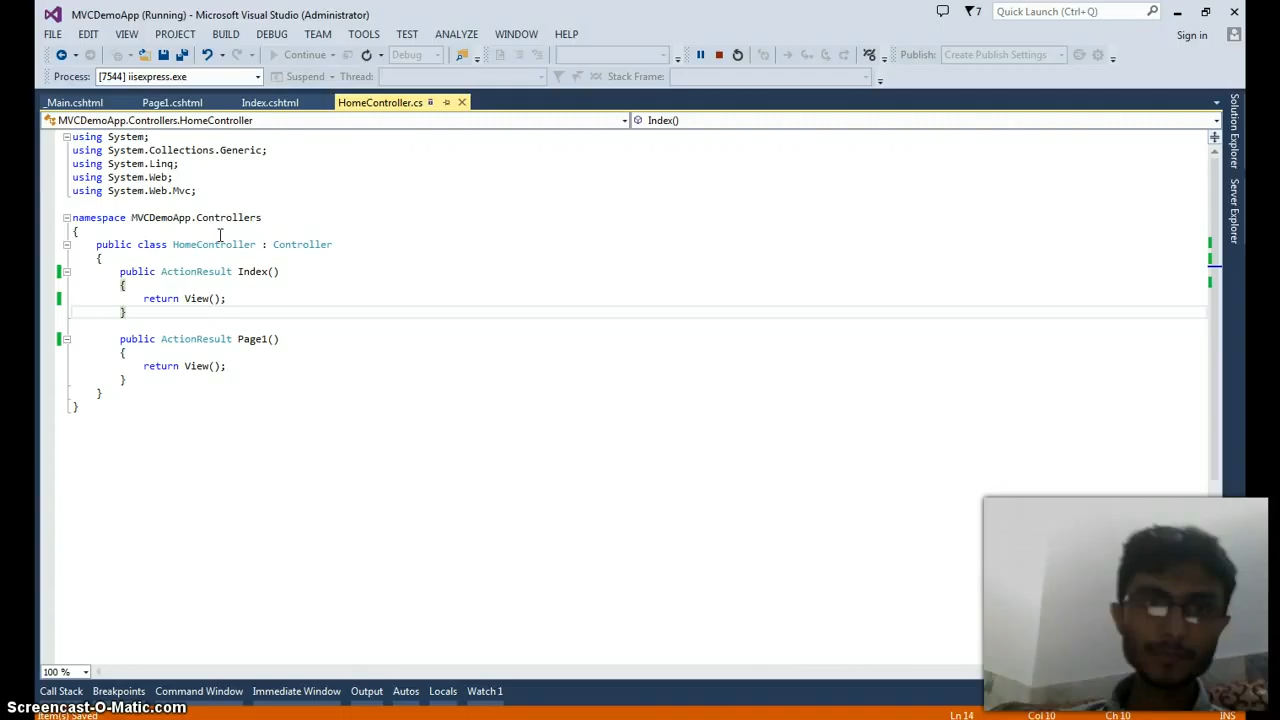 MVCDemoApp (Running) - Microsoft Visual Studio (Administrator)
7
Quick Launch (Ctrl+Q)
FILE EDIT VIEW PROJECT BUILD DEBUG TEAM TOOLS TEST ANALYZE WINDOW HELP
Sign in
Continue
Debug
Publish: Create Publish Settings
Process: [7544] iisexpress.exe
Suspend
Thread:
Stack Frame:
_Main.cshtml
Page1.cshtml
Index.cshtml
HomeController.cs
MVCDemoApp.Controllers.HomeController
Index()
using System;
using System.Collections.Generic;
using System.Linq;
using System.Web;
using System.Web.Mvc;
namespace MVCDemoApp.Controllers
{
public class HomeController : Controller
{
public ActionResult Index()
{
return View();
}
public ActionResult Page1()
{
return View();
}
}
}
Solution Explorer
Server Explorer
100 %
Call Stack Breakpoints Command Window Immediate Window Output Autos Locals Watch 1
Screencast-O-Matic.com
Item(s) Saved
Ln 14
Col 10
Ch 10
INS